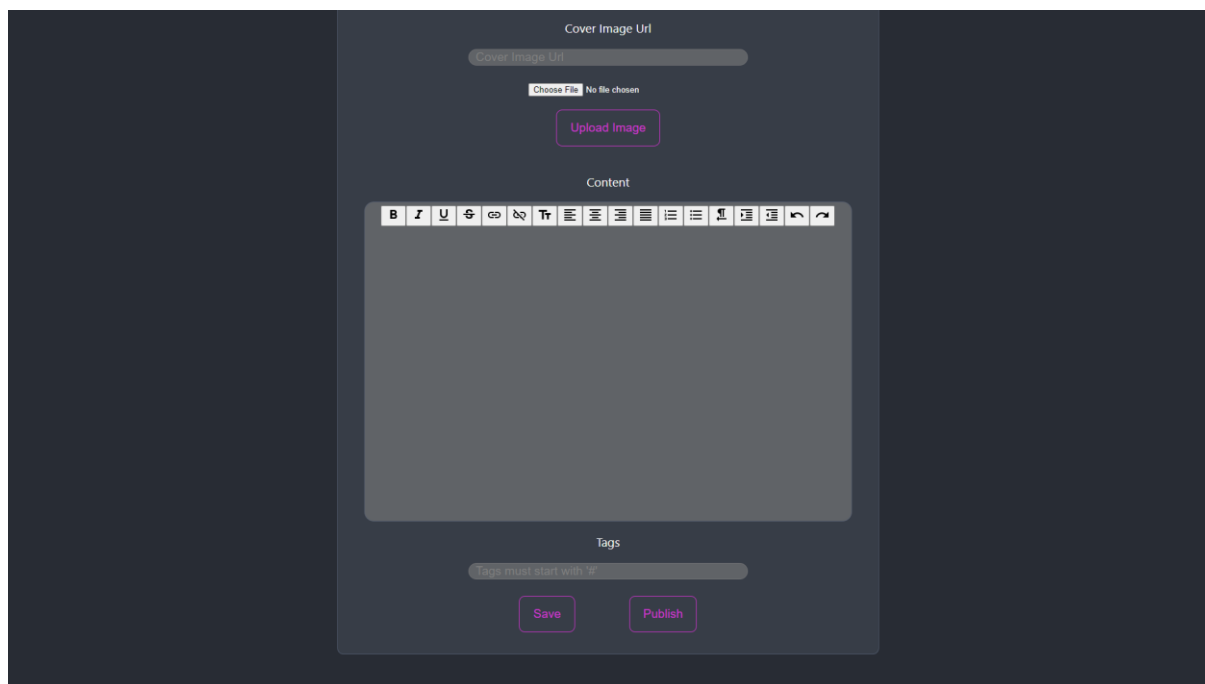 Cover Image Url
Cover Image Url
Choose File No file chosen
Upload Image
Content
B I U S Tт
Tags
Tags must start with '#'
Save Publish